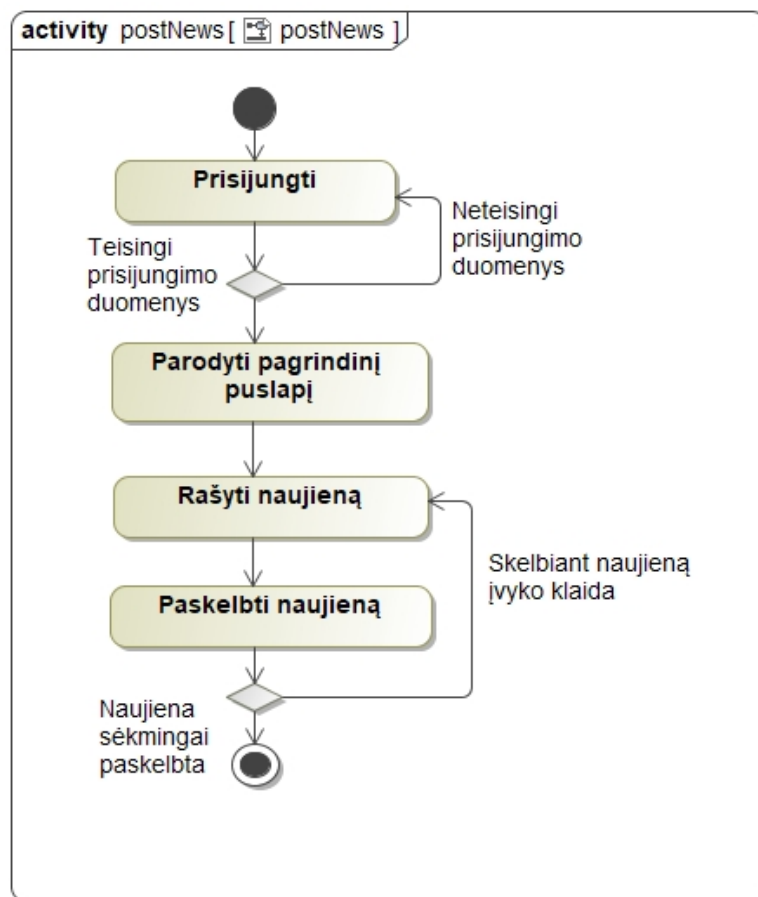 activity postNews [ postNews ]
Prisijungti
Neteisingi
prisijungimo
duomenys
Teisingi
prisijungimo
duomenys
Parodyti pagrindinį
puslapį
Rašyti naujieną
Skelbiant naujieną
įvyko klaida
Paskelbti naujieną
Naujiena
sėkmingai
paskelbta